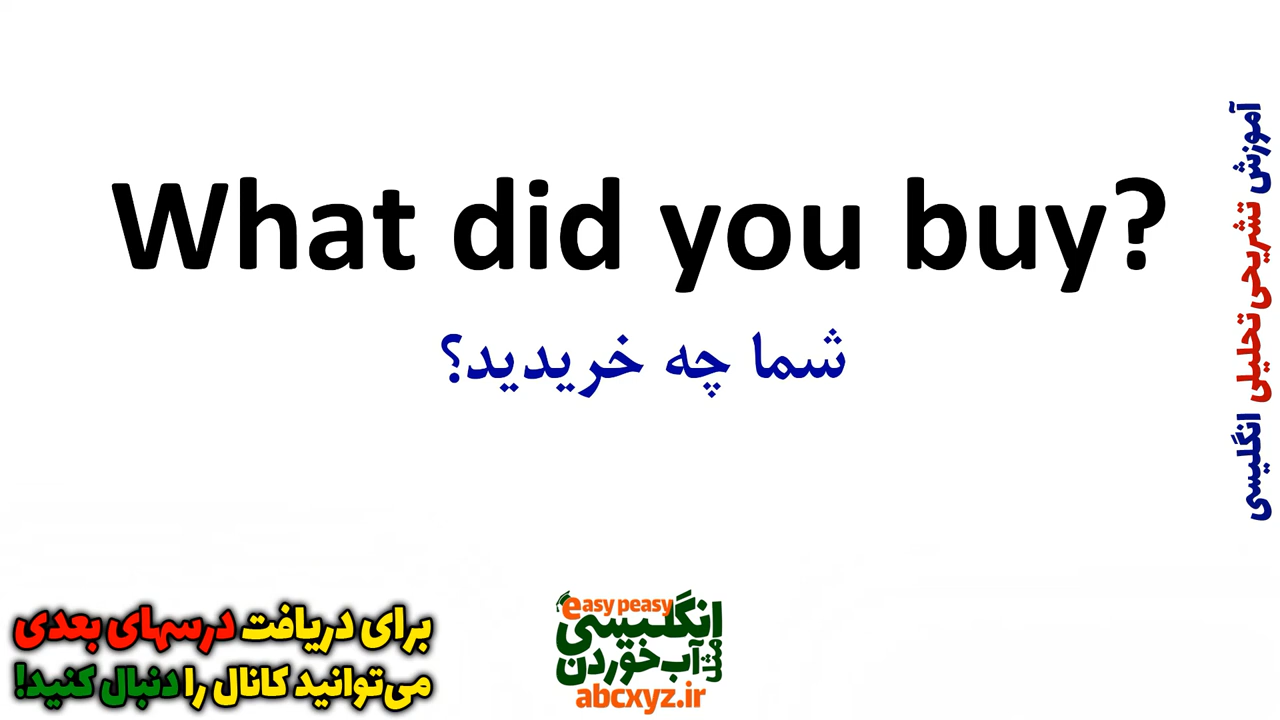 What did you buy?
شما چه خریدید؟
آموزش تشریحی تحلیلی انگلیسی
برای دریافت درسهای بعدی
می‌توانید کانال را دنبال کنید!
easy peasy
انگلیسی
مثل آب خوردن
abcxyz.ir